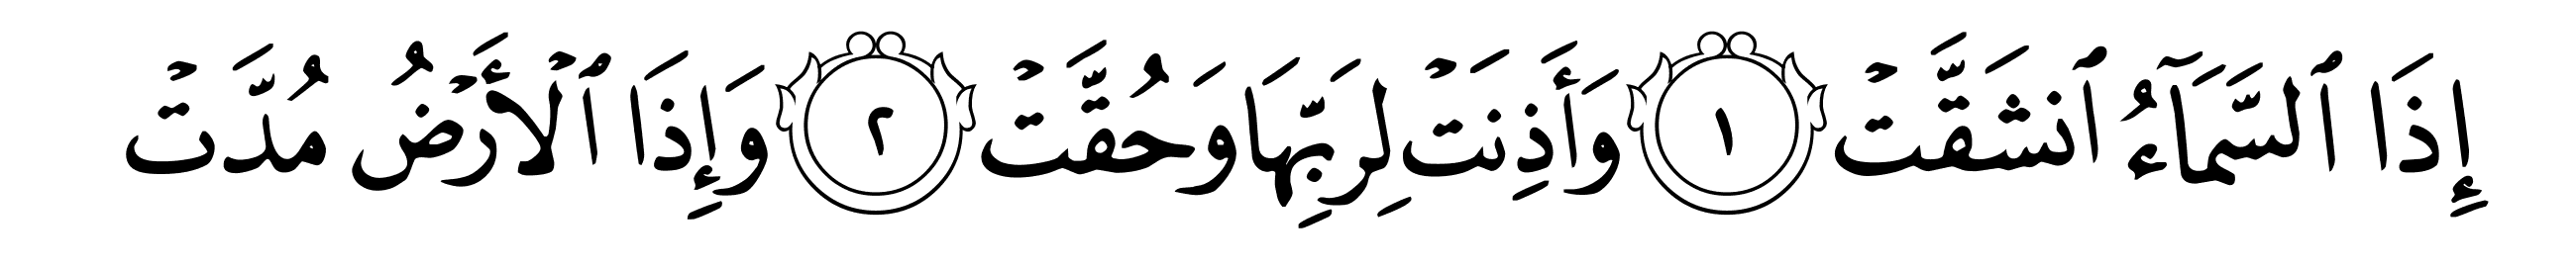 إِذَا ٱلسَّمَآءُ ٱنشَقَّتۡ ١ وَأَذِنَتۡ لِرَبِّهَا وَحُقَّتۡ ٢ وَإِذَا ٱلۡأَرۡضُ مُدَّتۡ